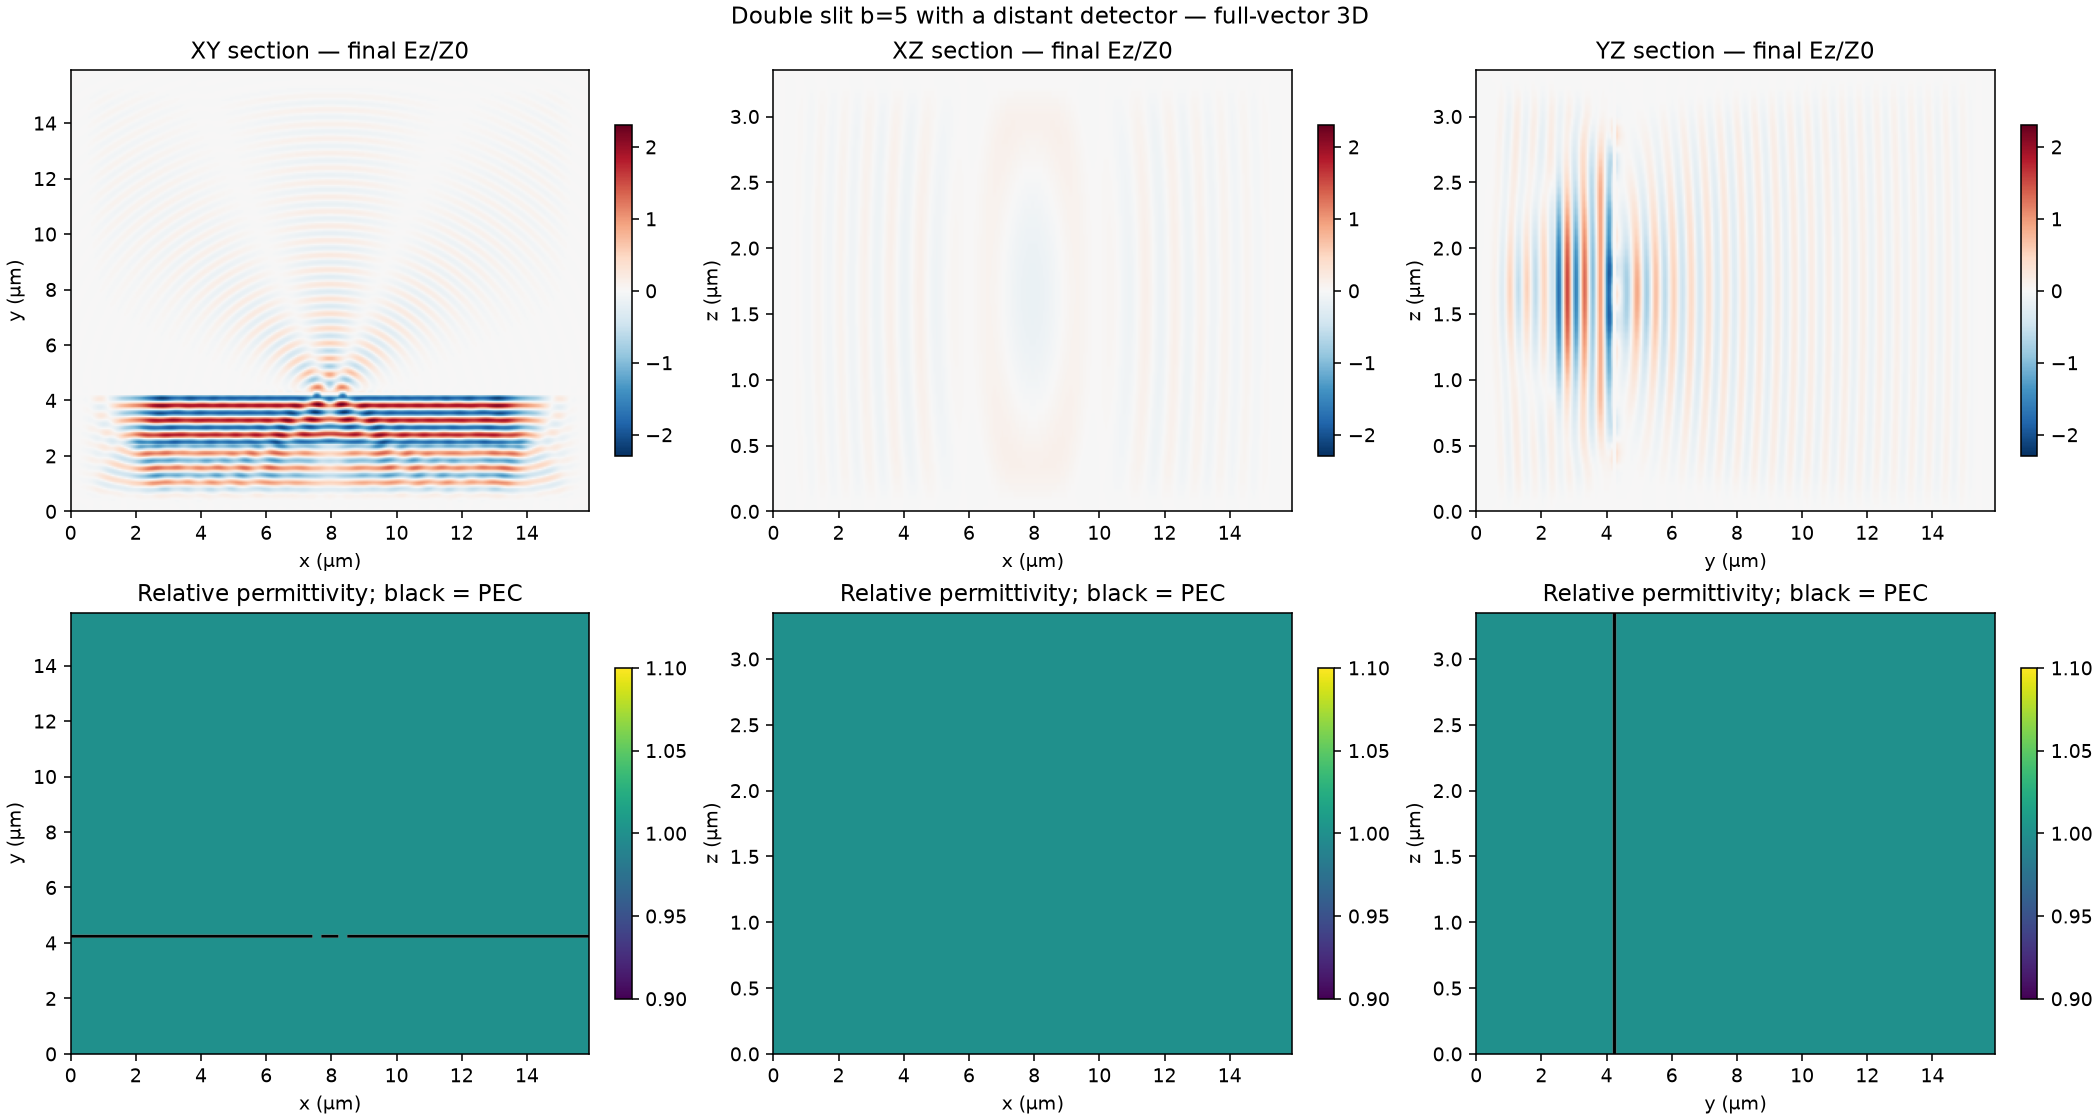 Double slit b=5 with a distant detector — full-vector 3D
XY section — final Ez/Z0
14
12
10
8
6
4
2
0
y (μm)
0 2 4 6 8 10 12 14
x (μm)
2
1
0
−1
−2
XZ section — final Ez/Z0
3.0
2.5
2.0
1.5
1.0
0.5
0.0
z (μm)
0 2 4 6 8 10 12 14
x (μm)
2
1
0
−1
−2
YZ section — final Ez/Z0
3.0
2.5
2.0
1.5
1.0
0.5
0.0
z (μm)
0 2 4 6 8 10 12 14
y (μm)
2
1
0
−1
−2
Relative permittivity; black = PEC
14
12
10
8
6
4
2
0
y (μm)
0 2 4 6 8 10 12 14
x (μm)
1.10
1.05
1.00
0.95
0.90
Relative permittivity; black = PEC
3.0
2.5
2.0
1.5
1.0
0.5
0.0
z (μm)
0 2 4 6 8 10 12 14
x (μm)
1.10
1.05
1.00
0.95
0.90
Relative permittivity; black = PEC
3.0
2.5
2.0
1.5
1.0
0.5
0.0
z (μm)
0 2 4 6 8 10 12 14
y (μm)
1.10
1.05
1.00
0.95
0.90